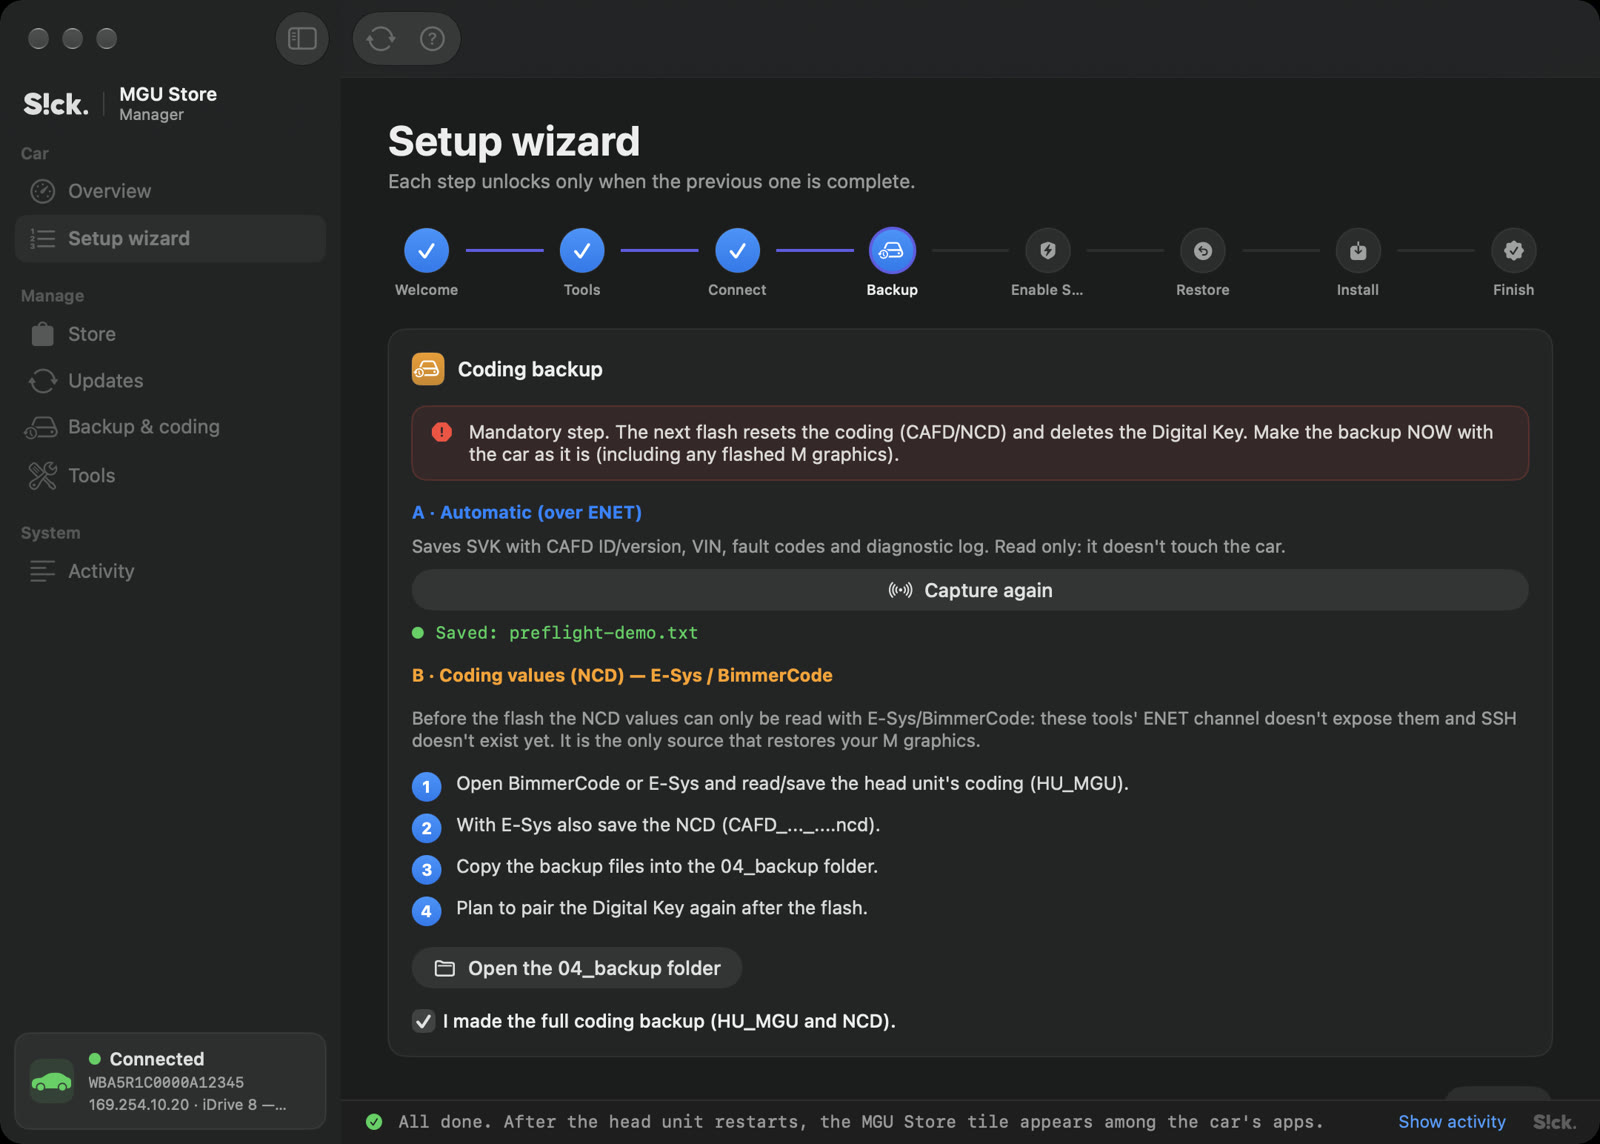 S!ck.
MGU Store
Manager
Car
Overview
Setup wizard
Manage
Store
Updates
Backup & coding
Tools
System
Activity
Connected
WBA5R1C0000A12345
169.254.10.20 · iDrive 8 —...
Setup wizard
Each step unlocks only when the previous one is complete.
Welcome
Tools
Connect
Backup
Enable S...
Restore
Install
Finish
Coding backup
Mandatory step. The next flash resets the coding (CAFD/NCD) and deletes the Digital Key. Make the backup NOW with
the car as it is (including any flashed M graphics).
A · Automatic (over ENET)
Saves SVK with CAFD ID/version, VIN, fault codes and diagnostic log. Read only: it doesn't touch the car.
Capture again
Saved: preflight-demo.txt
B · Coding values (NCD) — E-Sys / BimmerCode
Before the flash the NCD values can only be read with E-Sys/BimmerCode: these tools' ENET channel doesn't expose them and SSH
doesn't exist yet. It is the only source that restores your M graphics.
1 Open BimmerCode or E-Sys and read/save the head unit's coding (HU_MGU).
2 With E-Sys also save the NCD (CAFD_..._....ncd).
3 Copy the backup files into the 04_backup folder.
4 Plan to pair the Digital Key again after the flash.
Open the 04_backup folder
I made the full coding backup (HU_MGU and NCD).
All done. After the head unit restarts, the MGU Store tile appears among the car's apps.
Show activity
S!ck.